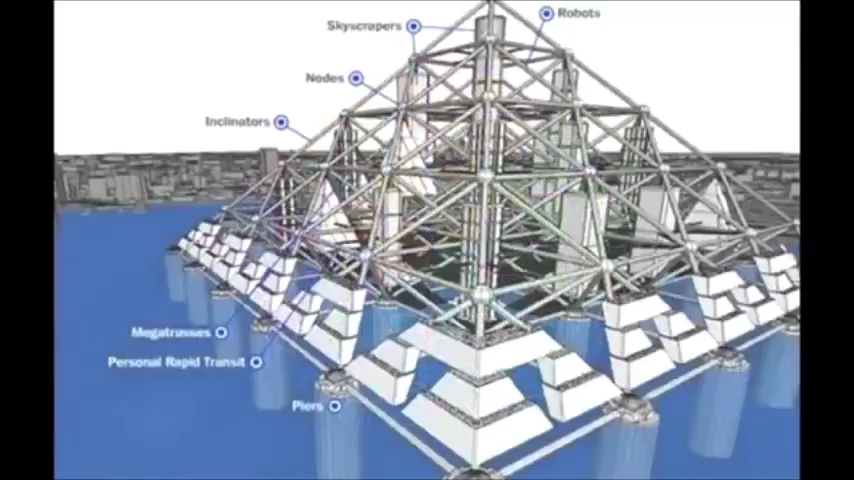 Skyscrapers
Robots
Nodes
Inclinators
Megatrusses
Personal Rapid Transit
Piers